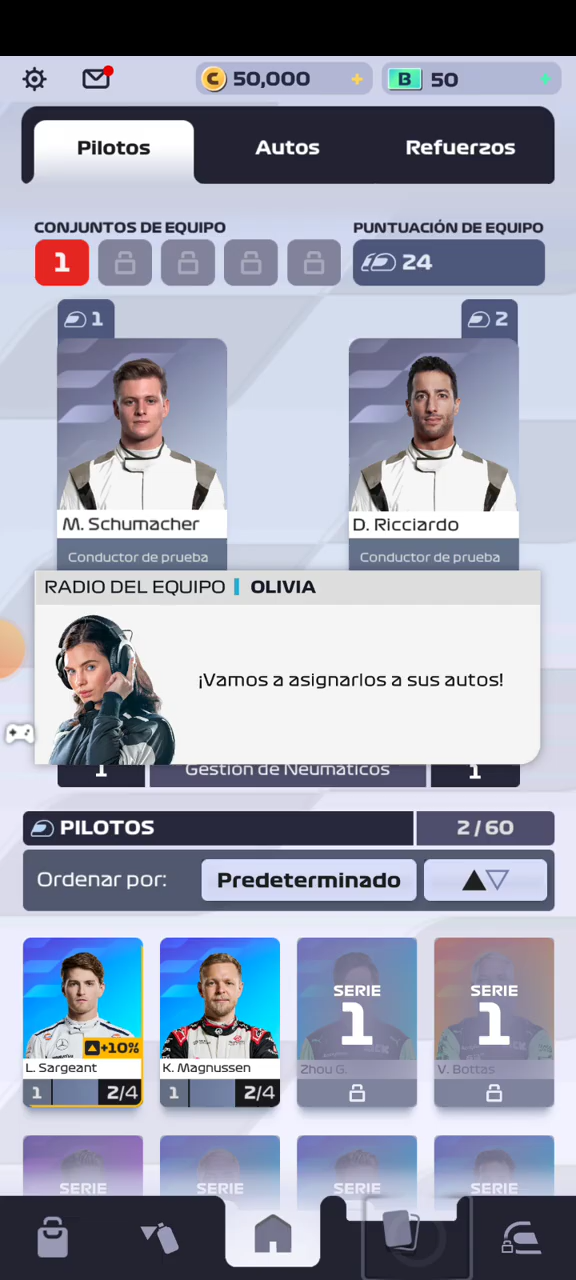 C 50,000 +
B 50 +
Pilotos
Autos
Refuerzos
CONJUNTOS DE EQUIPO
PUNTUACIÓN DE EQUIPO
1
24
1
2
M. Schumacher
D. Ricciardo
Conductor de prueba
Conductor de prueba
RADIO DEL EQUIPO | OLIVIA
¡Vamos a asignarlos a sus autos!
1
Gestión de Neumáticos
1
PILOTOS
2/60
Ordenar por:
Predeterminado
+10%
L. Sargeant
1
2/4
K. Magnussen
1
2/4
SERIE
1
Zhou G.
SERIE
1
V. Bottas
SERIE
SERIE
SERIE
SERIE